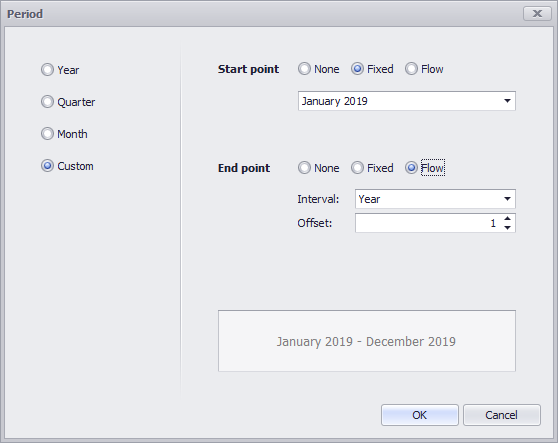 Period
Year
Quarter
Month
Custom
Start point None Fixed Flow
January 2019
End point None Fixed Flow
Interval: Year
Offset: 1
January 2019 - December 2019
OK Cancel